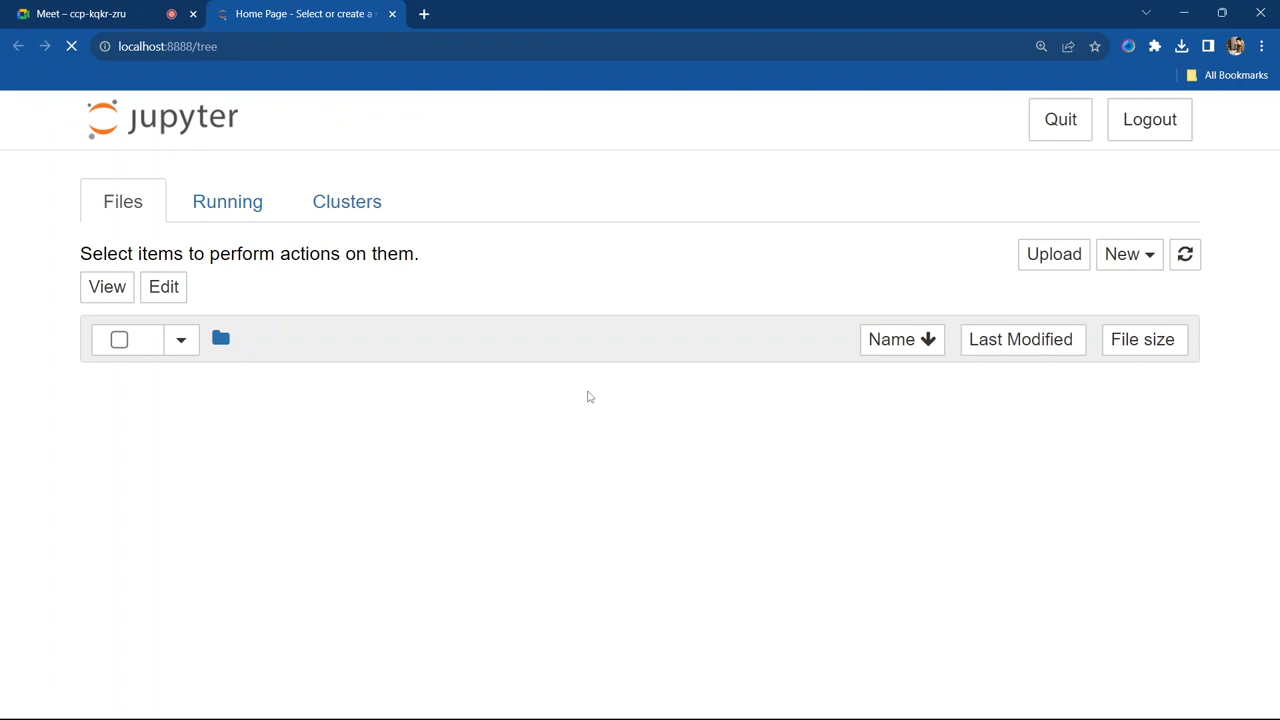 Meet – ccp-kqkr-zru
Home Page - Select or create a
localhost:8888/tree
All Bookmarks
jupyter
Quit
Logout
Files
Running
Clusters
Select items to perform actions on them.
Upload
New
View
Edit
Name
Last Modified
File size